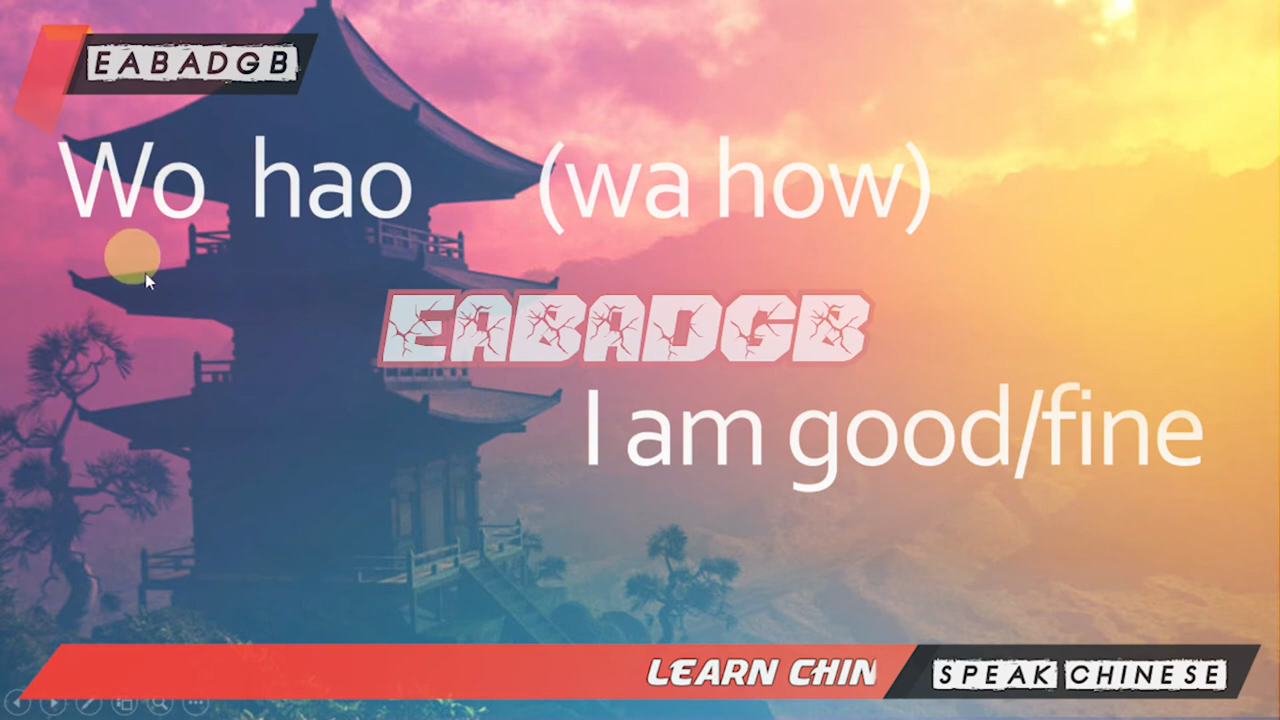 EABADGB
Wo hao (wa how)
EABADGB
I am good/fine
LEARN CHIN
SPEAK CHINESE